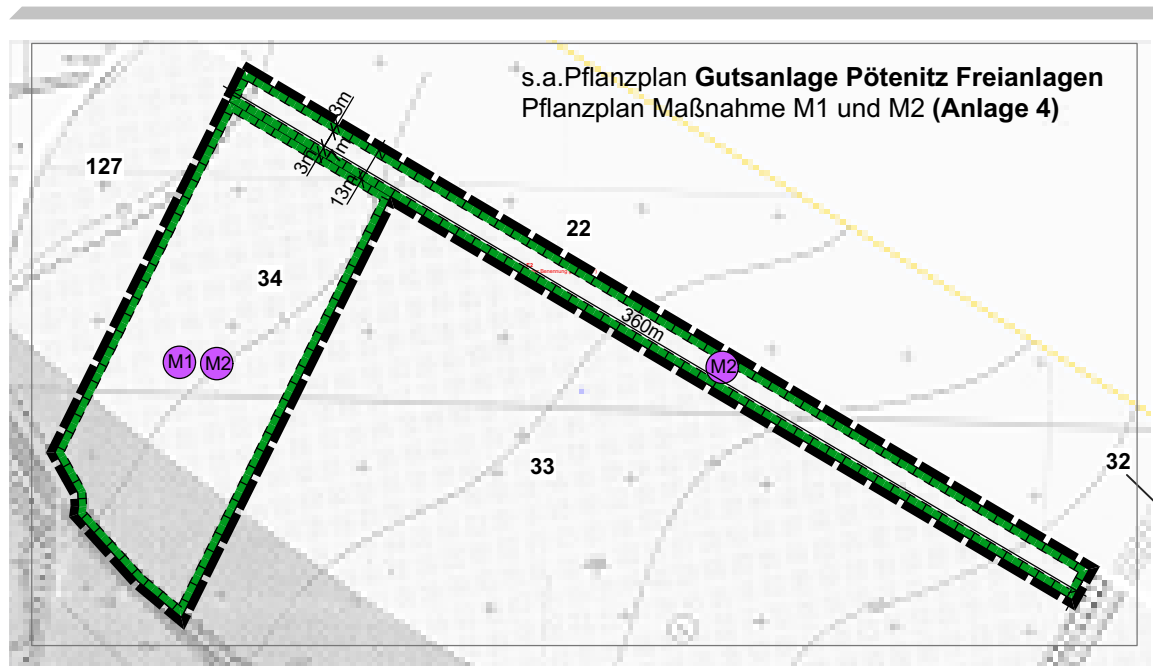 s.a.Pflanzplan Gutsanlage Pötenitz Freianlagen
Pflanzplan Maßnahme M1 und M2 (Anlage 4)
3m
127
3m
7m
13m
22
34
360m
M1
M2
M2
33
32